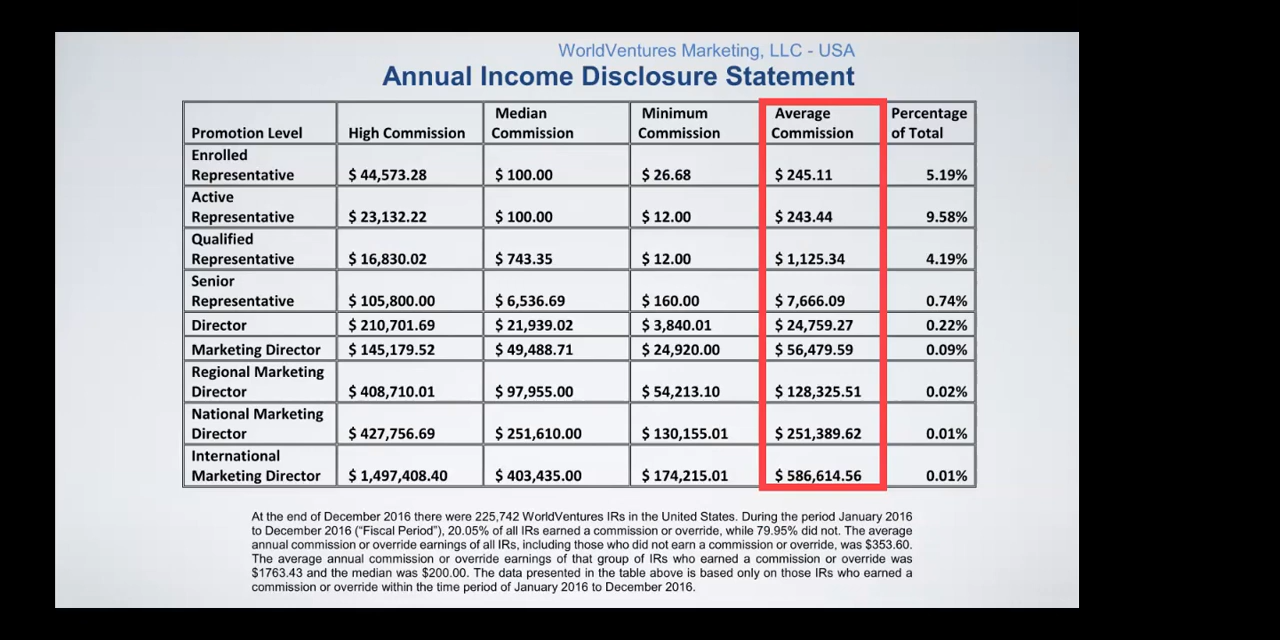 WorldVentures Marketing, LLC - USA
Annual Income Disclosure Statement
Promotion Level High Commission Median Commission Minimum Commission Average Commission Percentage of Total
Enrolled Representative $ 44,573.28 $ 100.00 $ 26.68 $ 245.11 5.19%
Active Representative $ 23,132.22 $ 100.00 $ 12.00 $ 243.44 9.58%
Qualified Representative $ 16,830.02 $ 743.35 $ 12.00 $ 1,125.34 4.19%
Senior Representative $ 105,800.00 $ 6,536.69 $ 160.00 $ 7,666.09 0.74%
Director $ 210,701.69 $ 21,939.02 $ 3,840.01 $ 24,759.27 0.22%
Marketing Director $ 145,179.52 $ 49,488.71 $ 24,920.00 $ 56,479.59 0.09%
Regional Marketing Director $ 408,710.01 $ 97,955.00 $ 54,213.10 $ 128,325.51 0.02%
National Marketing Director $ 427,756.69 $ 251,610.00 $ 130,155.01 $ 251,389.62 0.01%
International Marketing Director $ 1,497,408.40 $ 403,435.00 $ 174,215.01 $ 586,614.56 0.01%
At the end of December 2016 there were 225,742 WorldVentures IRs in the United States. During the period January 2016
to December 2016 ("Fiscal Period"), 20.05% of all IRs earned a commission or override, while 79.95% did not. The average
annual commission or override earnings of all IRs, including those who did not earn a commission or override, was $353.60.
The average annual commission or override earnings of that group of IRs who earned a commission or override was
$1763.43 and the median was $200.00. The data presented in the table above is based only on those IRs who earned a
commission or override within the time period of January 2016 to December 2016.